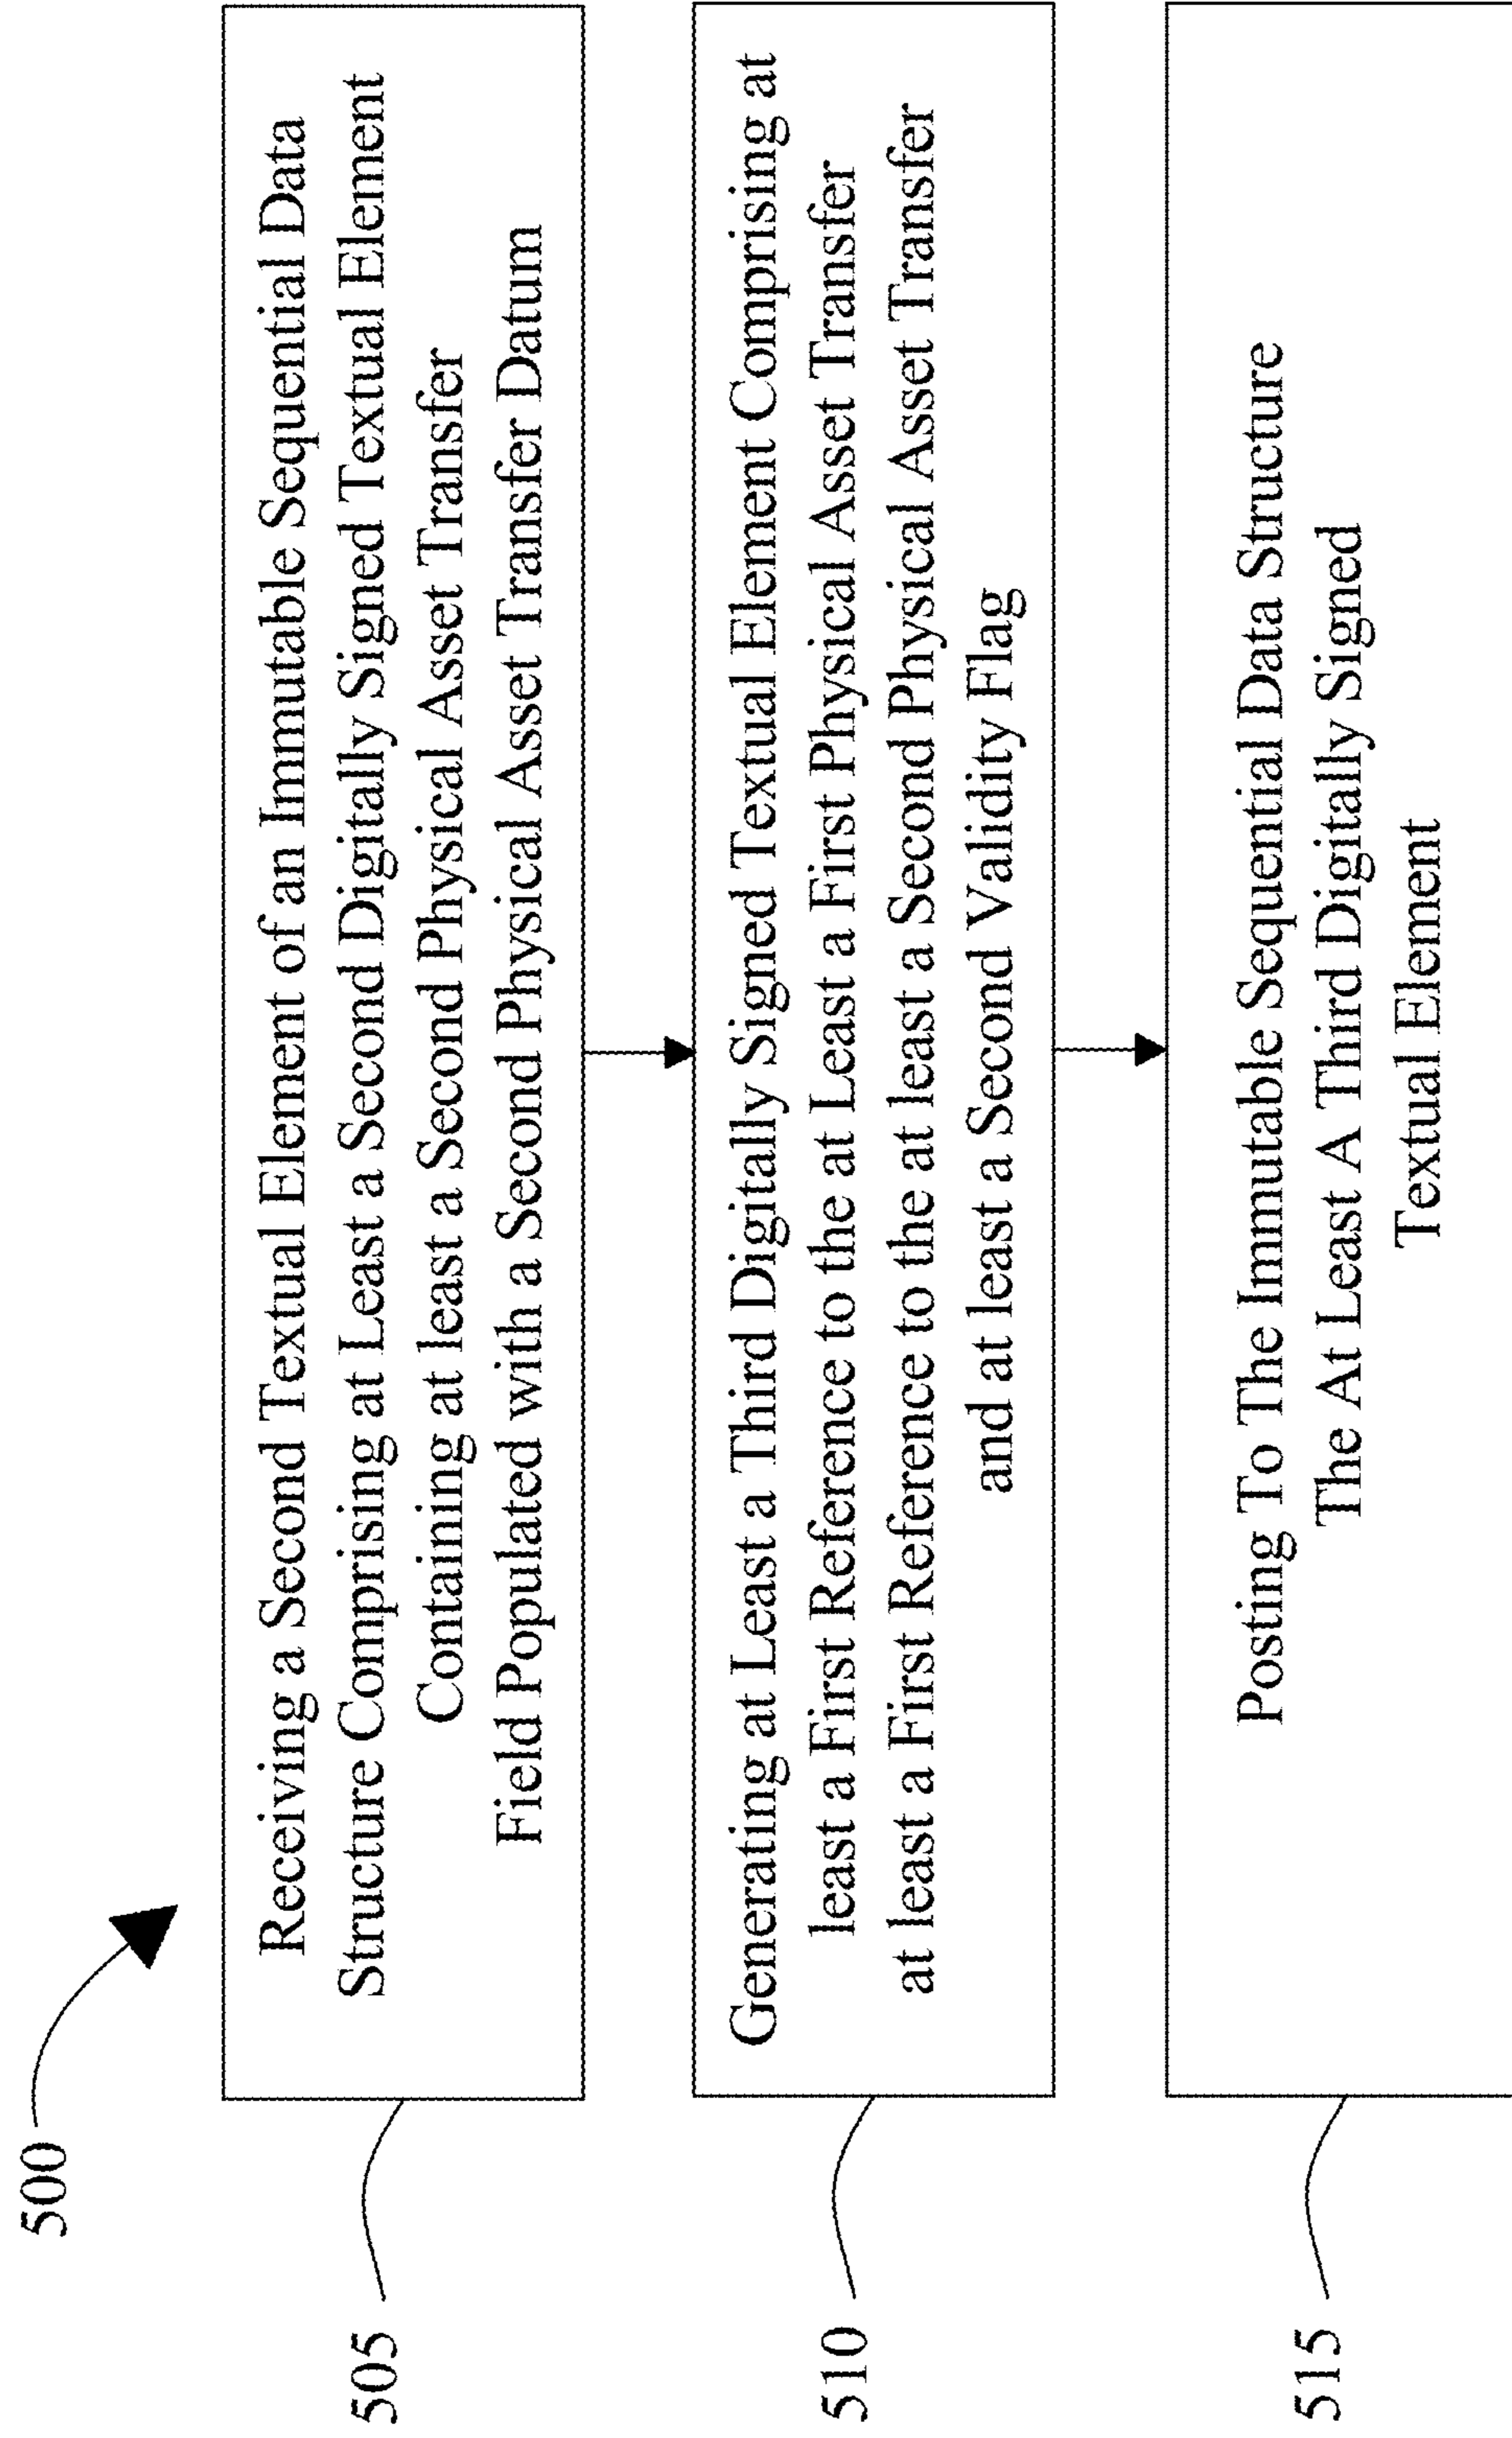 500
505
Receiving a Second Textual Element of an Immutable Sequential Data
Structure Comprising at Least a Second Digitally Signed Textual Element
Containing at least a Second Physical Asset Transfer
Field Populated with a Second Physical Asset Transfer Datum
510
Generating at Least a Third Digitally Signed Textual Element Comprising at
least a First Reference to the at Least a First Physical Asset Transfer
at least a First Reference to the at least a Second Physical Asset Transfer
and at least a Second Validity Flag
515
Posting To The Immutable Sequential Data Structure
The At Least A Third Digitally Signed
Textual Element